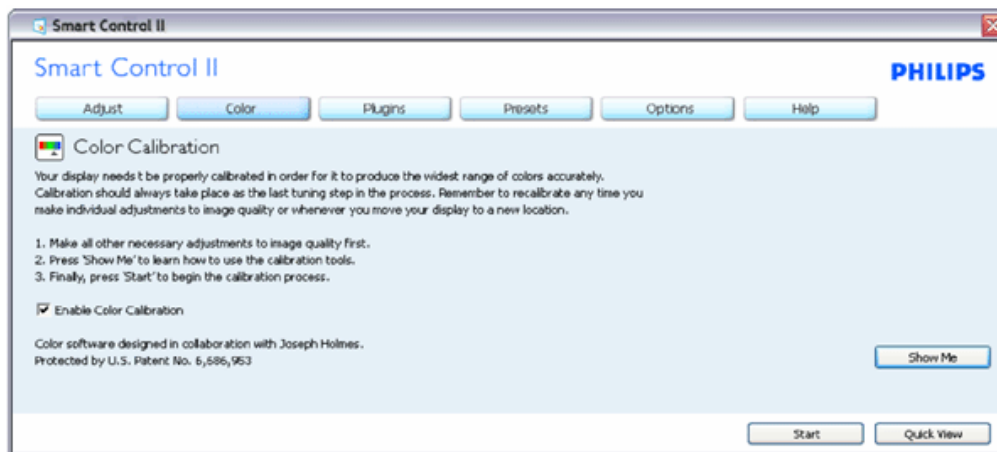 Smart Control II
Smart Control II
PHILIPS
Adjust Color Plugins Presets Options Help
Color Calibration
Your display needs t be properly calibrated in order for it to produce the widest range of colors accurately.
Calibration should always take place as the last tuning step in the process. Remember to recalibrate any time you
make individual adjustments to image quality or whenever you move your display to a new location.
1. Make all other necessary adjustments to image quality first.
2. Press 'Show Me' to learn how to use the calibration tools.
3. Finally, press 'Start' to begin the calibration process.
Enable Color Calibration
Color software designed in collaboration with Joseph Holmes.
Protected by U.S. Patent No. 6,686,953
Show Me
Start Quick View